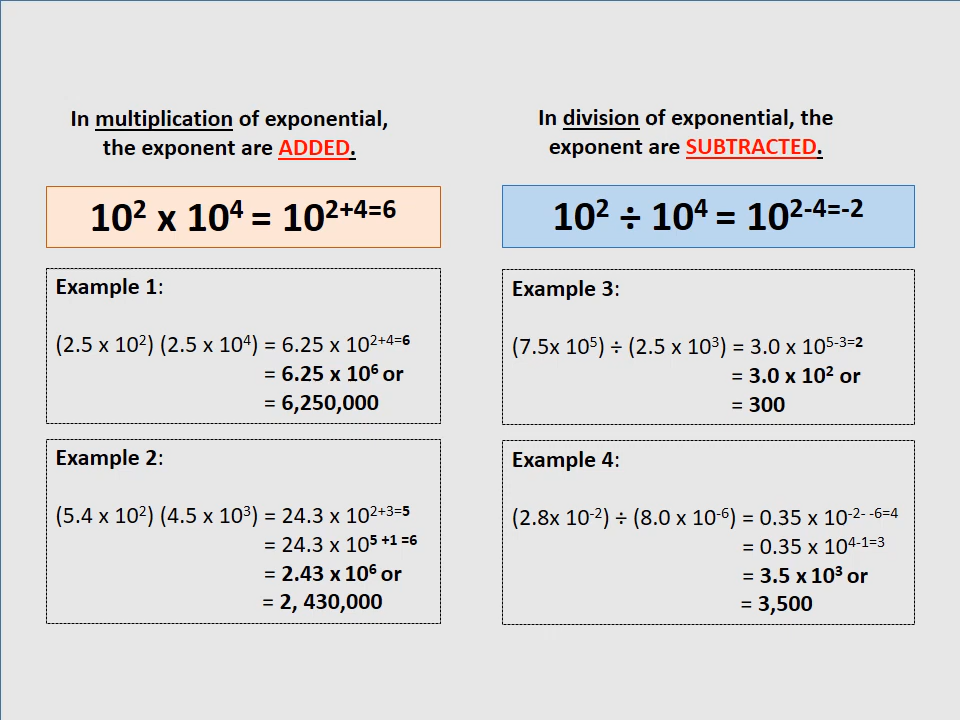 In multiplication of exponential,
the exponent are ADDED.
10² x 10⁴ = 10²⁺⁴⁼⁶
Example 1:
(2.5 x 10²) (2.5 x 10⁴) = 6.25 x 10²⁺⁴⁼⁶
= 6.25 x 10⁶ or
= 6,250,000
Example 2:
(5.4 x 10²) (4.5 x 10³) = 24.3 x 10²⁺³⁼⁵
= 24.3 x 10⁵ ⁺¹ ⁼⁶
= 2.43 x 10⁶ or
= 2, 430,000
In division of exponential, the
exponent are SUBTRACTED.
10² ÷ 10⁴ = 10²⁻⁴⁼⁻²
Example 3:
(7.5x 10⁵) ÷ (2.5 x 10³) = 3.0 x 10⁵⁻³⁼²
= 3.0 x 10² or
= 300
Example 4:
(2.8x 10⁻²) ÷ (8.0 x 10⁻⁶) = 0.35 x 10⁻²⁻ ⁻⁶⁼⁴
= 0.35 x 10⁴⁻¹⁼³
= 3.5 x 10³ or
= 3,500